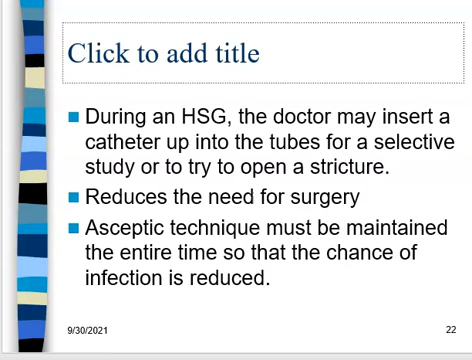 Click to add title
During an HSG, the doctor may insert a
catheter up into the tubes for a selective
study or to try to open a stricture.
Reduces the need for surgery
Asceptic technique must be maintained
the entire time so that the chance of
infection is reduced.
9/30/2021
22